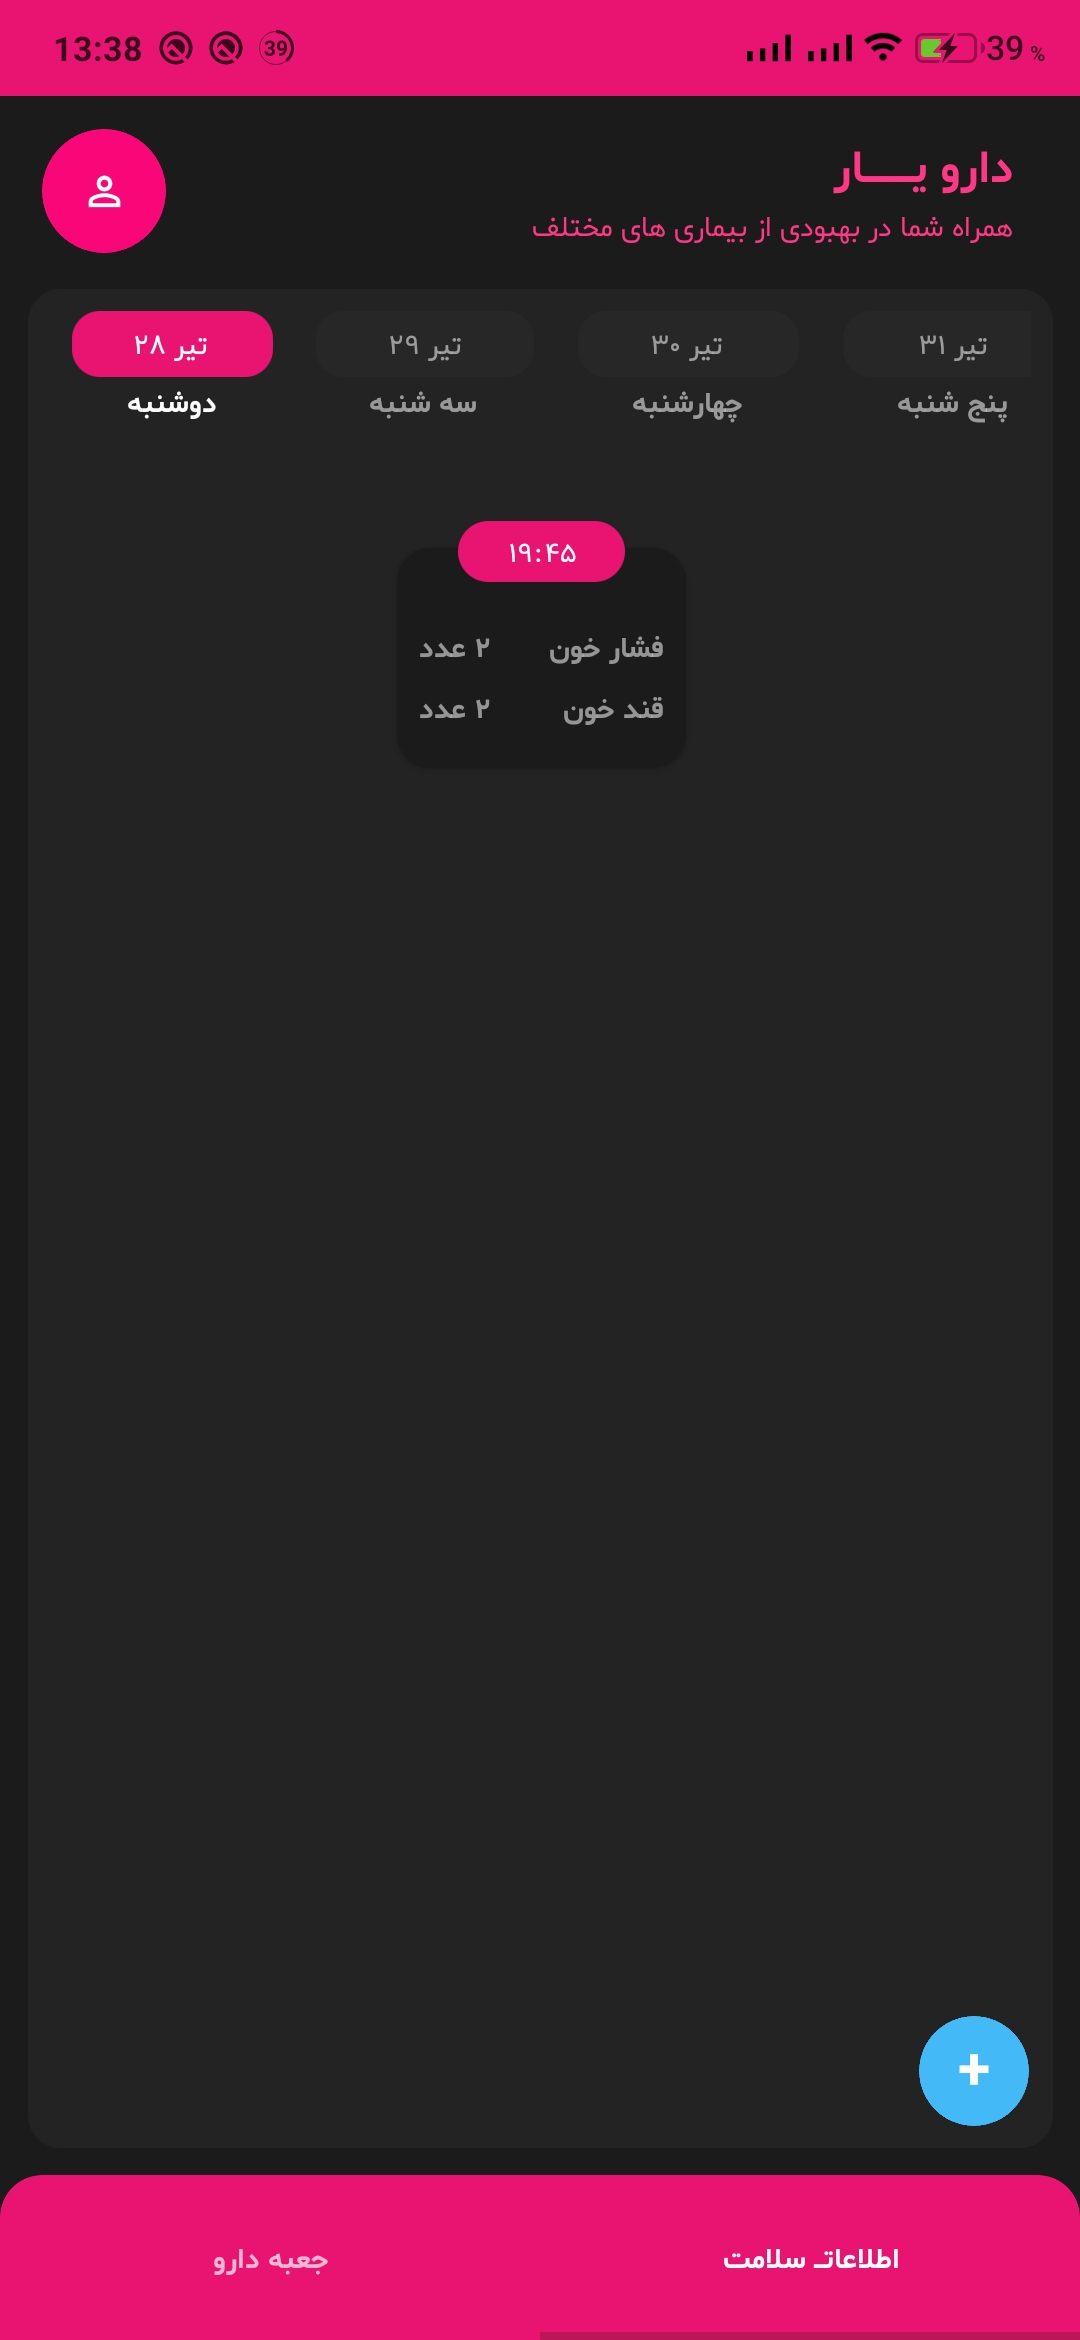 13:38 39 39 %
دارو یــــار
همراه شما در بهبودی از بیماری های مختلف
۲۸ تیر
۲۹ تیر
۳۰ تیر
۳۱ تیر
دوشنبه
سه شنبه
چهارشنبه
پنج شنبه
۱۹:۴۵
فشار خون ۲ عدد
قند خون ۲ عدد
+
اطلاعاتـ سلامت
جعبه دارو